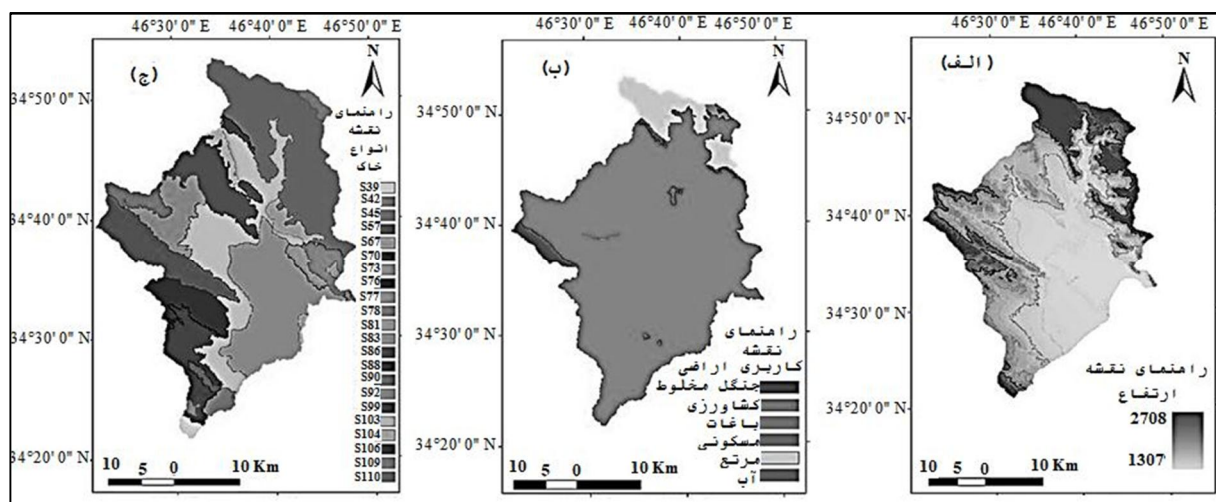 46°30' 0" E 46°40' 0" E 46°50' 0" E
N
(الف)
34°50' 0" N
34°40' 0" N
34°30' 0" N
34°20' 0" N
راهنمای نقشه
ارتفاع
2708
1307
10 5 0 10 Km
46°30' 0" E 46°40' 0" E 46°50' 0" E
N
(ب)
34°50' 0" N
34°40' 0" N
34°30' 0" N
34°20' 0" N
راهنمای
نقشه
کاربری اراضی
جنگل مخلوط
کشاورزی
باغات
مسکونی
مرتع
آب
10 5 0 10 Km
46°30' 0" E 46°40' 0" E 46°50' 0" E
N
(ج)
34°50' 0" N
34°40' 0" N
34°30' 0" N
34°20' 0" N
راهنمای
نقشه
انواع
خاک
S39
S42
S45
S57
S67
S70
S73
S76
S77
S78
S81
S83
S86
S88
S90
S92
S99
S103
S104
S106
S109
S110
10 5 0 10 Km